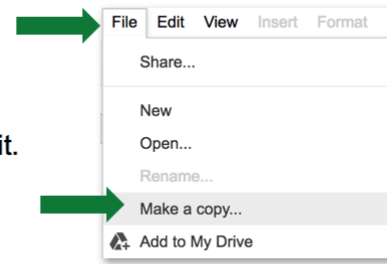 File Edit View Insert Format
Share...
New
Open...
it.
Rename...
Make a copy...
Add to My Drive